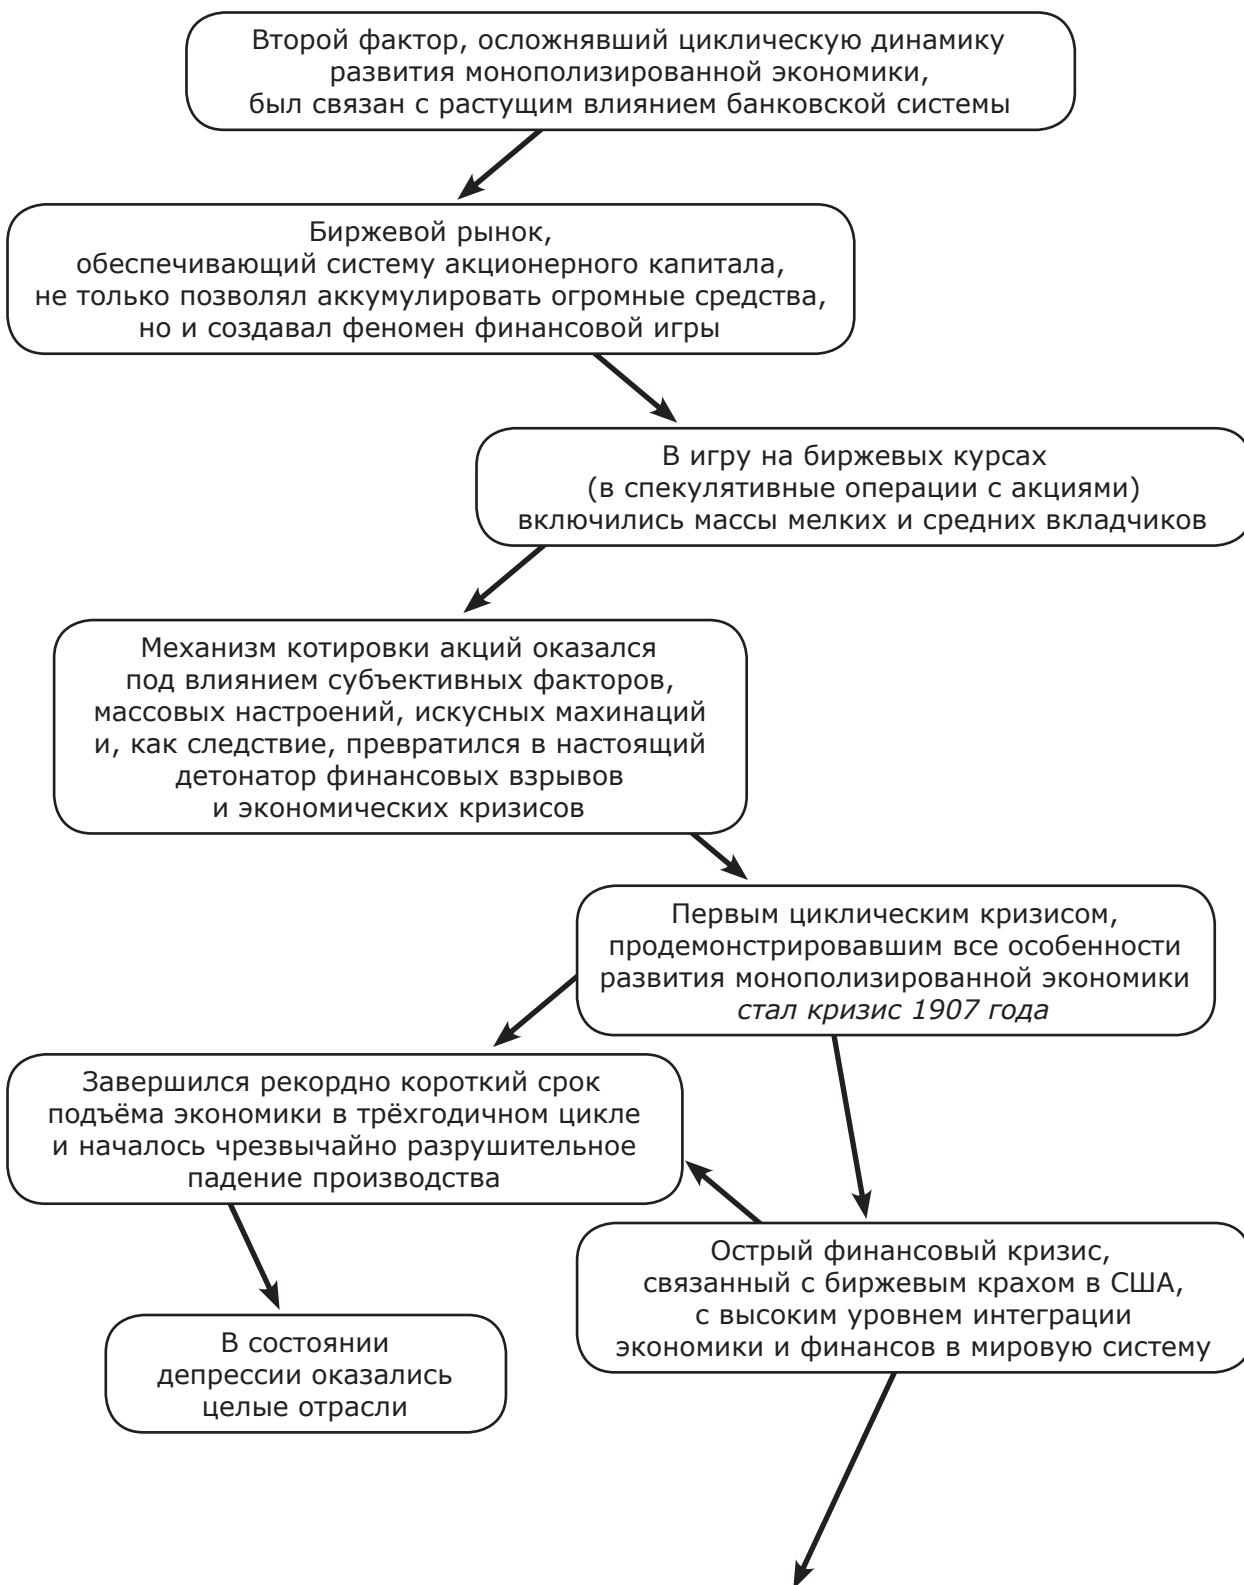 Второй фактор, осложнявший циклическую динамику
развития монополизированной экономики,
был связан с растущим влиянием банковской системы
Биржевой рынок,
обеспечивающий систему акционерного капитала,
не только позволял аккумулировать огромные средства,
но и создавал феномен финансовой игры
В игру на биржевых курсах
(в спекулятивные операции с акциями)
включились массы мелких и средних вкладчиков
Механизм котировки акций оказался
под влиянием субъективных факторов,
массовых настроений, искусных махинаций
и, как следствие, превратился в настоящий
детонатор финансовых взрывов
и экономических кризисов
Первым циклическим кризисом,
продемонстрировавшим все особенности
развития монополизированной экономики
стал кризис 1907 года
Завершился рекордно короткий срок
подъёма экономики в трёхгодичном цикле
и началось чрезвычайно разрушительное
падение производства
Острый финансовый кризис,
связанный с биржевым крахом в США,
с высоким уровнем интеграции
экономики и финансов в мировую систему
В состоянии
депрессии оказались
целые отрасли